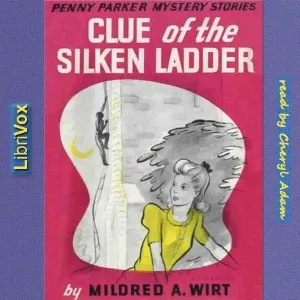 PENNY PARKER MYSTERY STORIES
CLUE of the
SILKEN LADDER
by MILDRED A. WIRT
LibriVox
read by Cheryl Adam